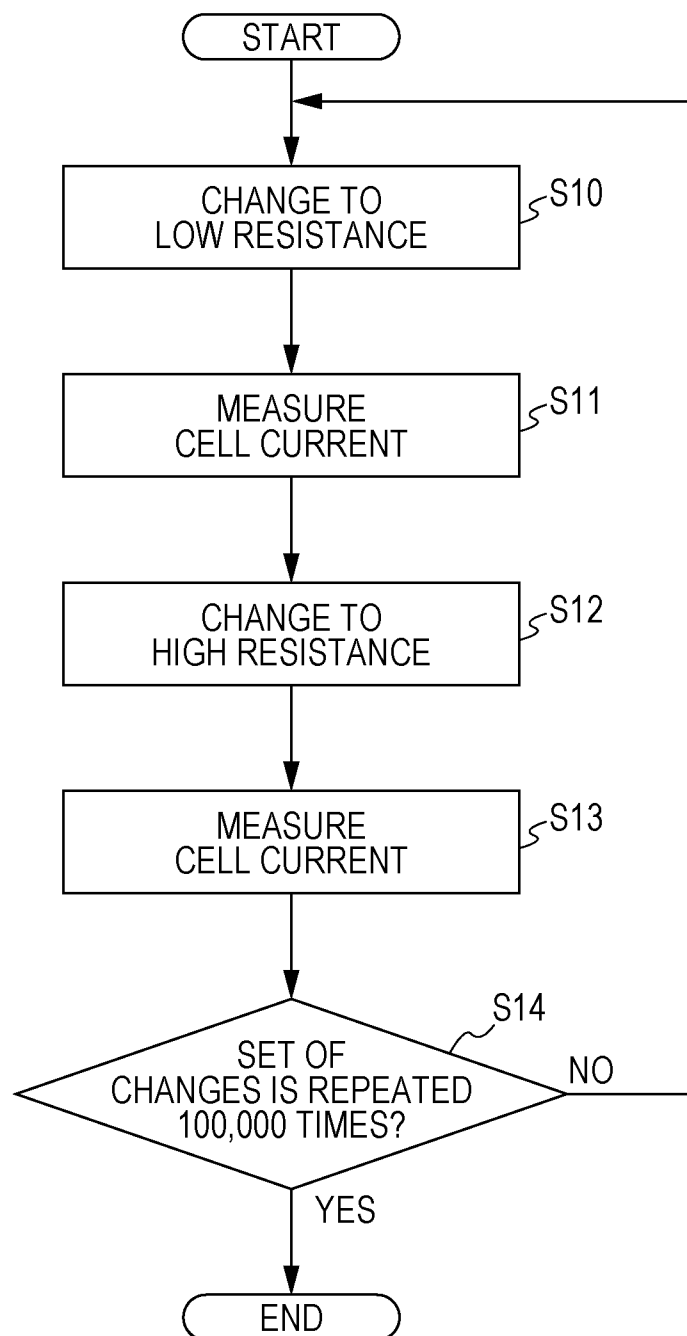 START
CHANGE TO
LOW RESISTANCE
S10
MEASURE
CELL CURRENT
S11
CHANGE TO
HIGH RESISTANCE
S12
MEASURE
CELL CURRENT
S13
SET OF
CHANGES IS REPEATED
100,000 TIMES?
S14
NO
YES
END